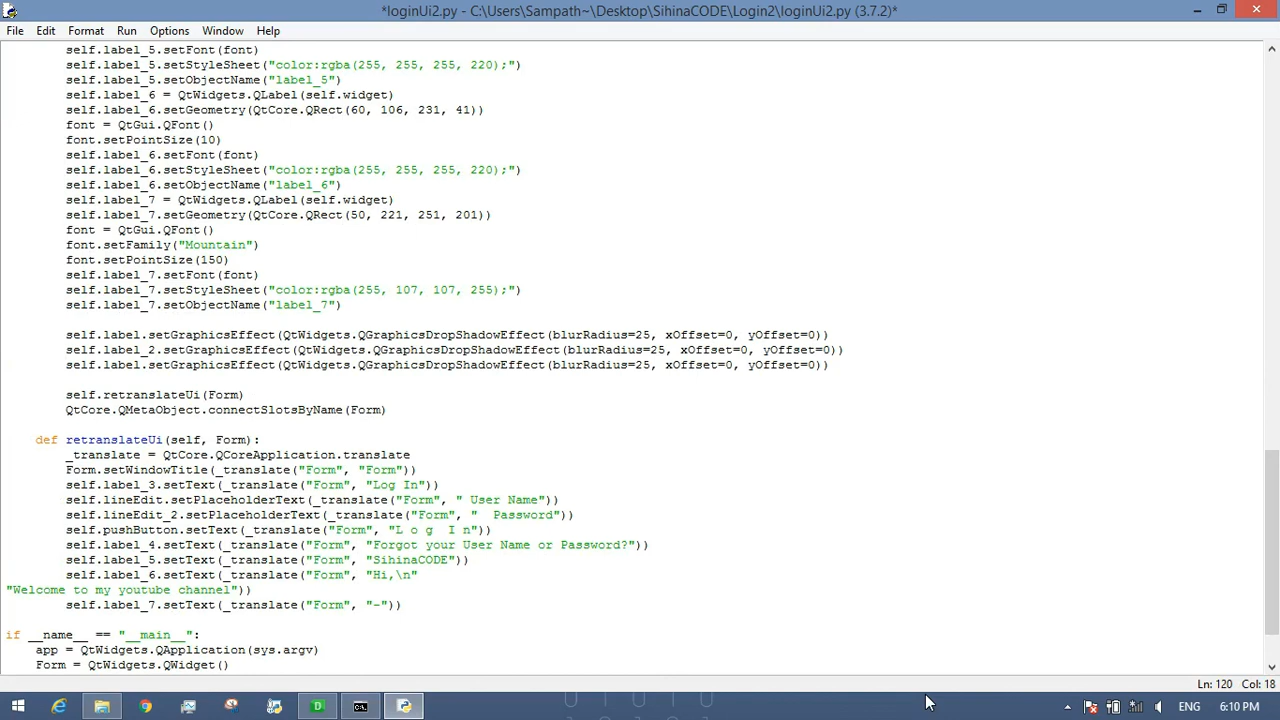 *loginUi2.py - C:\Users\Sampath~\Desktop\SihinaCODE\Login2\loginUi2.py (3.7.2)*
File Edit Format Run Options Window Help
self.label_5.setFont(font)
self.label_5.setStyleSheet("color:rgba(255, 255, 255, 220);")
self.label_5.setObjectName("label_5")
self.label_6 = QtWidgets.QLabel(self.widget)
self.label_6.setGeometry(QtCore.QRect(60, 106, 231, 41))
font = QtGui.QFont()
font.setPointSize(10)
self.label_6.setFont(font)
self.label_6.setStyleSheet("color:rgba(255, 255, 255, 220);")
self.label_6.setObjectName("label_6")
self.label_7 = QtWidgets.QLabel(self.widget)
self.label_7.setGeometry(QtCore.QRect(50, 221, 251, 201))
font = QtGui.QFont()
font.setFamily("Mountain")
font.setPointSize(150)
self.label_7.setFont(font)
self.label_7.setStyleSheet("color:rgba(255, 107, 107, 255);")
self.label_7.setObjectName("label_7")
self.label.setGraphicsEffect(QtWidgets.QGraphicsDropShadowEffect(blurRadius=25, xOffset=0, yOffset=0))
self.label_2.setGraphicsEffect(QtWidgets.QGraphicsDropShadowEffect(blurRadius=25, xOffset=0, yOffset=0))
self.label.setGraphicsEffect(QtWidgets.QGraphicsDropShadowEffect(blurRadius=25, xOffset=0, yOffset=0))
self.retranslateUi(Form)
QtCore.QMetaObject.connectSlotsByName(Form)
def retranslateUi(self, Form):
_translate = QtCore.QCoreApplication.translate
Form.setWindowTitle(_translate("Form", "Form"))
self.label_3.setText(_translate("Form", "Log In"))
self.lineEdit.setPlaceholderText(_translate("Form", " User Name"))
self.lineEdit_2.setPlaceholderText(_translate("Form", "  Password"))
self.pushButton.setText(_translate("Form", "L o g  I n"))
self.label_4.setText(_translate("Form", "Forgot your User Name or Password?"))
self.label_5.setText(_translate("Form", "SihinaCODE"))
self.label_6.setText(_translate("Form", "Hi,\n"
"Welcome to my youtube channel"))
self.label_7.setText(_translate("Form", "-"))
if __name__ == "__main__":
app = QtWidgets.QApplication(sys.argv)
Form = QtWidgets.QWidget()
Ln: 120 Col: 18
ENG 6:10 PM